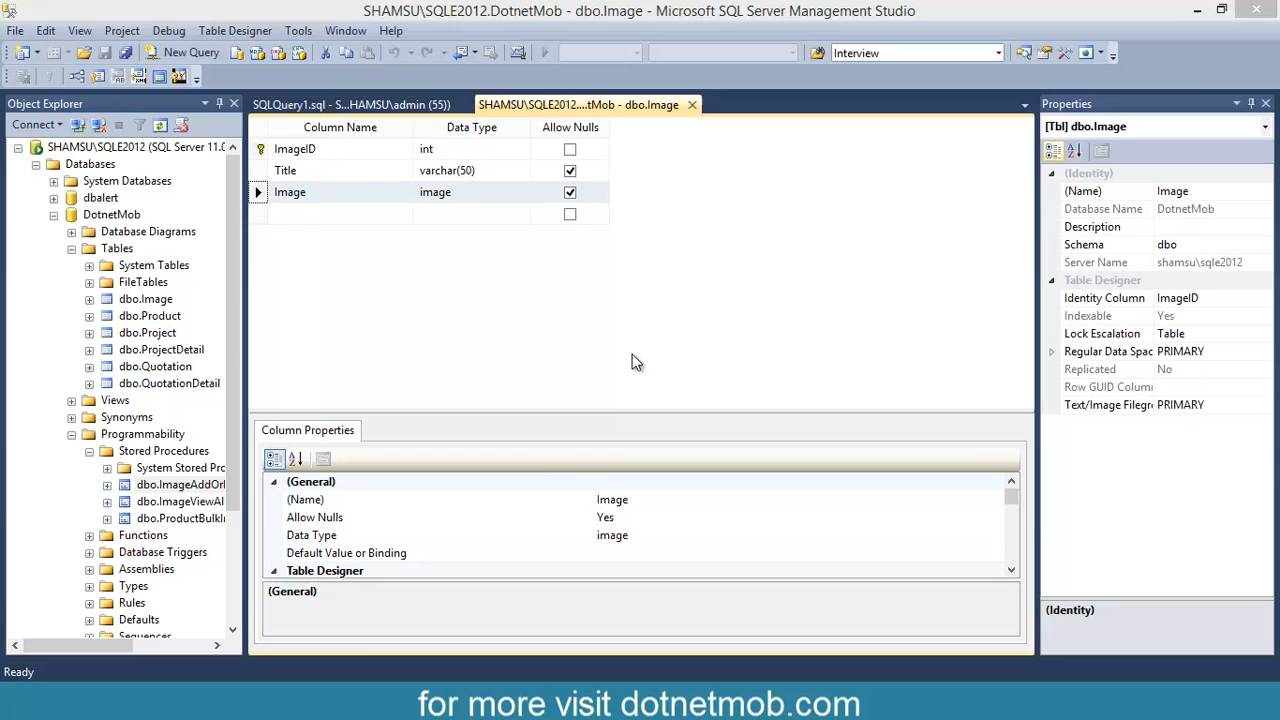 SHAMSU\SQLE2012.DotnetMob - dbo.Image - Microsoft SQL Server Management Studio
File Edit View Project Debug Table Designer Tools Window Help
New Query Interview
Object Explorer
Connect
SHAMSU\SQLE2012 (SQL Server 11.0
Databases
System Databases
dbalert
DotnetMob
Database Diagrams
Tables
System Tables
FileTables
dbo.Image
dbo.Product
dbo.Project
dbo.ProjectDetail
dbo.Quotation
dbo.QuotationDetail
Views
Synonyms
Programmability
Stored Procedures
System Stored Pro
dbo.ImageAddOrI
dbo.ImageViewAl
dbo.ProductBulkIn
Functions
Database Triggers
Assemblies
Types
Rules
Defaults
Sequences
SQLQuery1.sql - S...HAMSU\admin (55)) SHAMSU\SQLE2012....tMob - dbo.Image
Column Name Data Type Allow Nulls
ImageID int
Title varchar(50)
Image image
Column Properties
(General)
(Name) Image
Allow Nulls Yes
Data Type image
Default Value or Binding
Table Designer
(General)
Properties
[Tbl] dbo.Image
(Identity)
(Name) Image
Database Name DotnetMob
Description
Schema dbo
Server Name shamsu\sqle2012
Table Designer
Identity Column ImageID
Indexable Yes
Lock Escalation Table
Regular Data Spac PRIMARY
Replicated No
Row GUID Column
Text/Image Filegr PRIMARY
(Identity)
Ready
for more visit dotnetmob.com